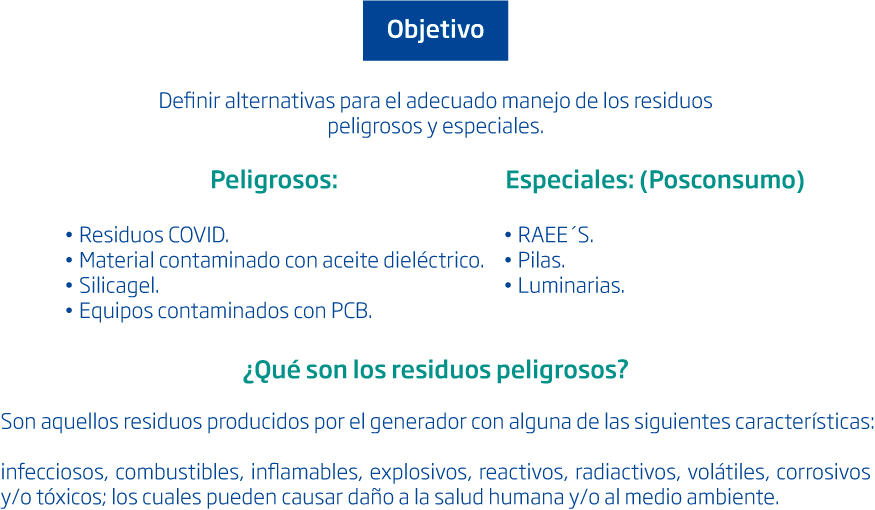 Objetivo
Definir alternativas para el adecuado manejo de los residuos
peligrosos y especiales.
Peligrosos:
• Residuos COVID.
• Material contaminado con aceite dieléctrico.
• Silicagel.
• Equipos contaminados con PCB.
Especiales: (Posconsumo)
• RAEE´S.
• Pilas.
• Luminarias.
¿Qué son los residuos peligrosos?
Son aquellos residuos producidos por el generador con alguna de las siguientes características:
infecciosos, combustibles, inflamables, explosivos, reactivos, radiactivos, volátiles, corrosivos
y/o tóxicos; los cuales pueden causar daño a la salud humana y/o al medio ambiente.